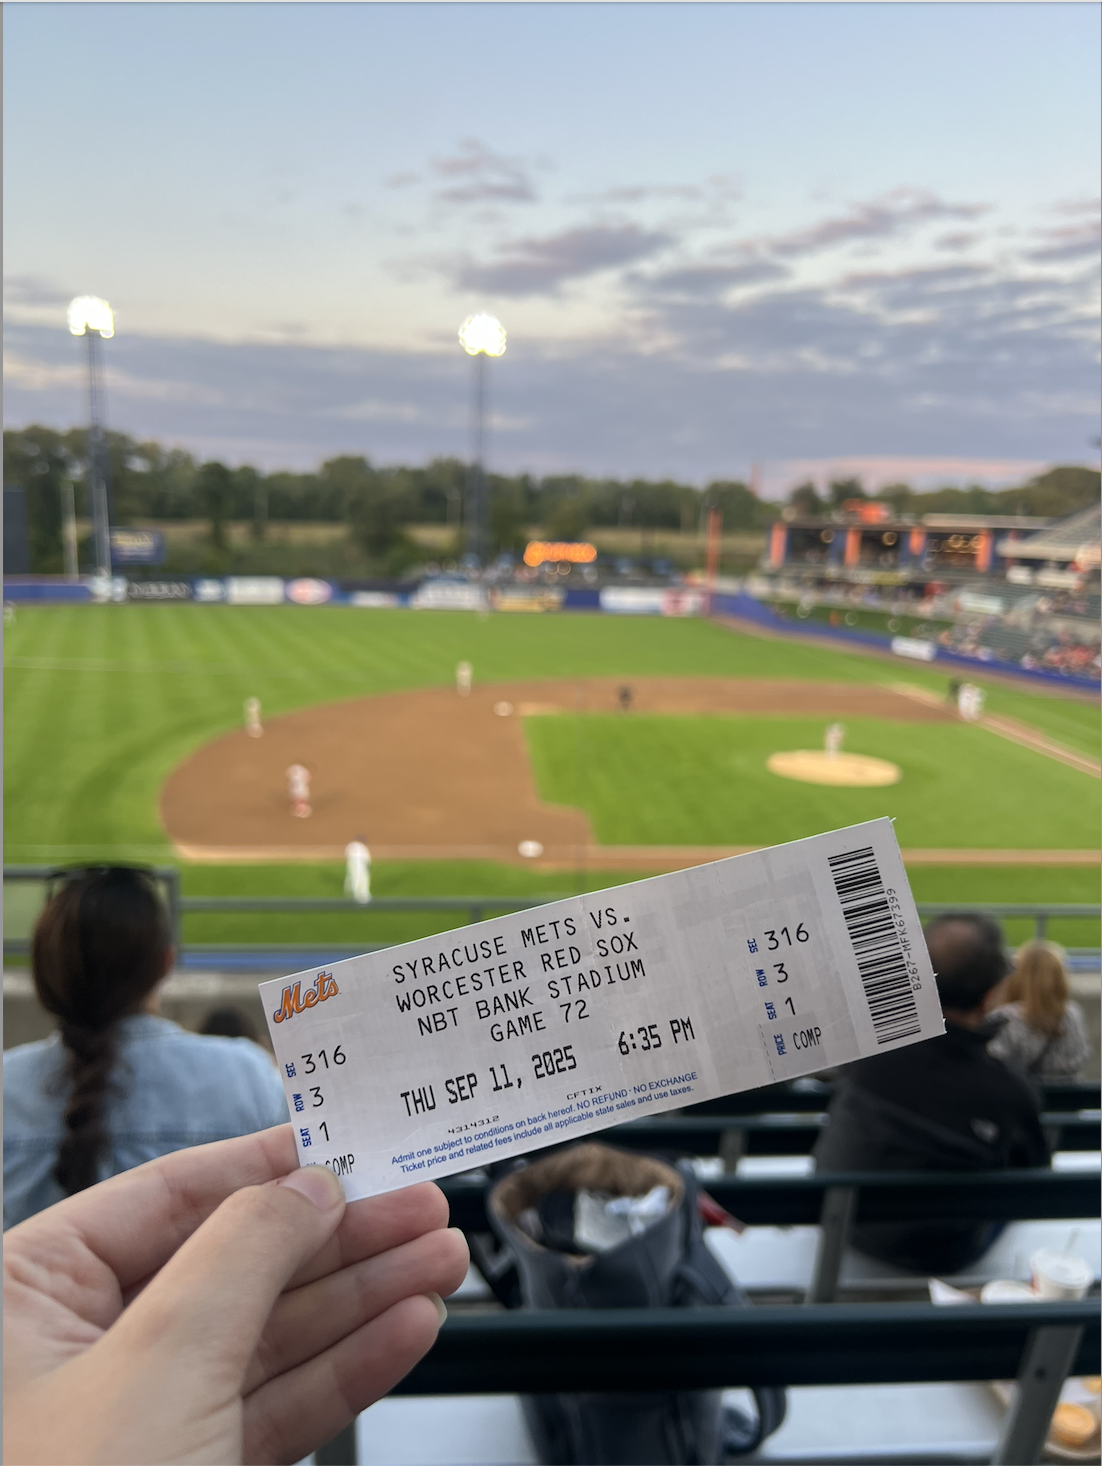 Mets
SYRACUSE METS VS.
WORCESTER RED SOX
NBT BANK STADIUM
GAME 72
THU SEP 11, 2025 6:35 PM
SEC 316
ROW 3
SEAT 1
COMP
4314312 CFTIX
Admit one subject to conditions on back hereof. NO REFUND · NO EXCHANGE
Ticket price and related fees include all applicable state sales and use taxes.
SEC 316
ROW 3
SEAT 1
PRICE COMP
B267-MFK67399